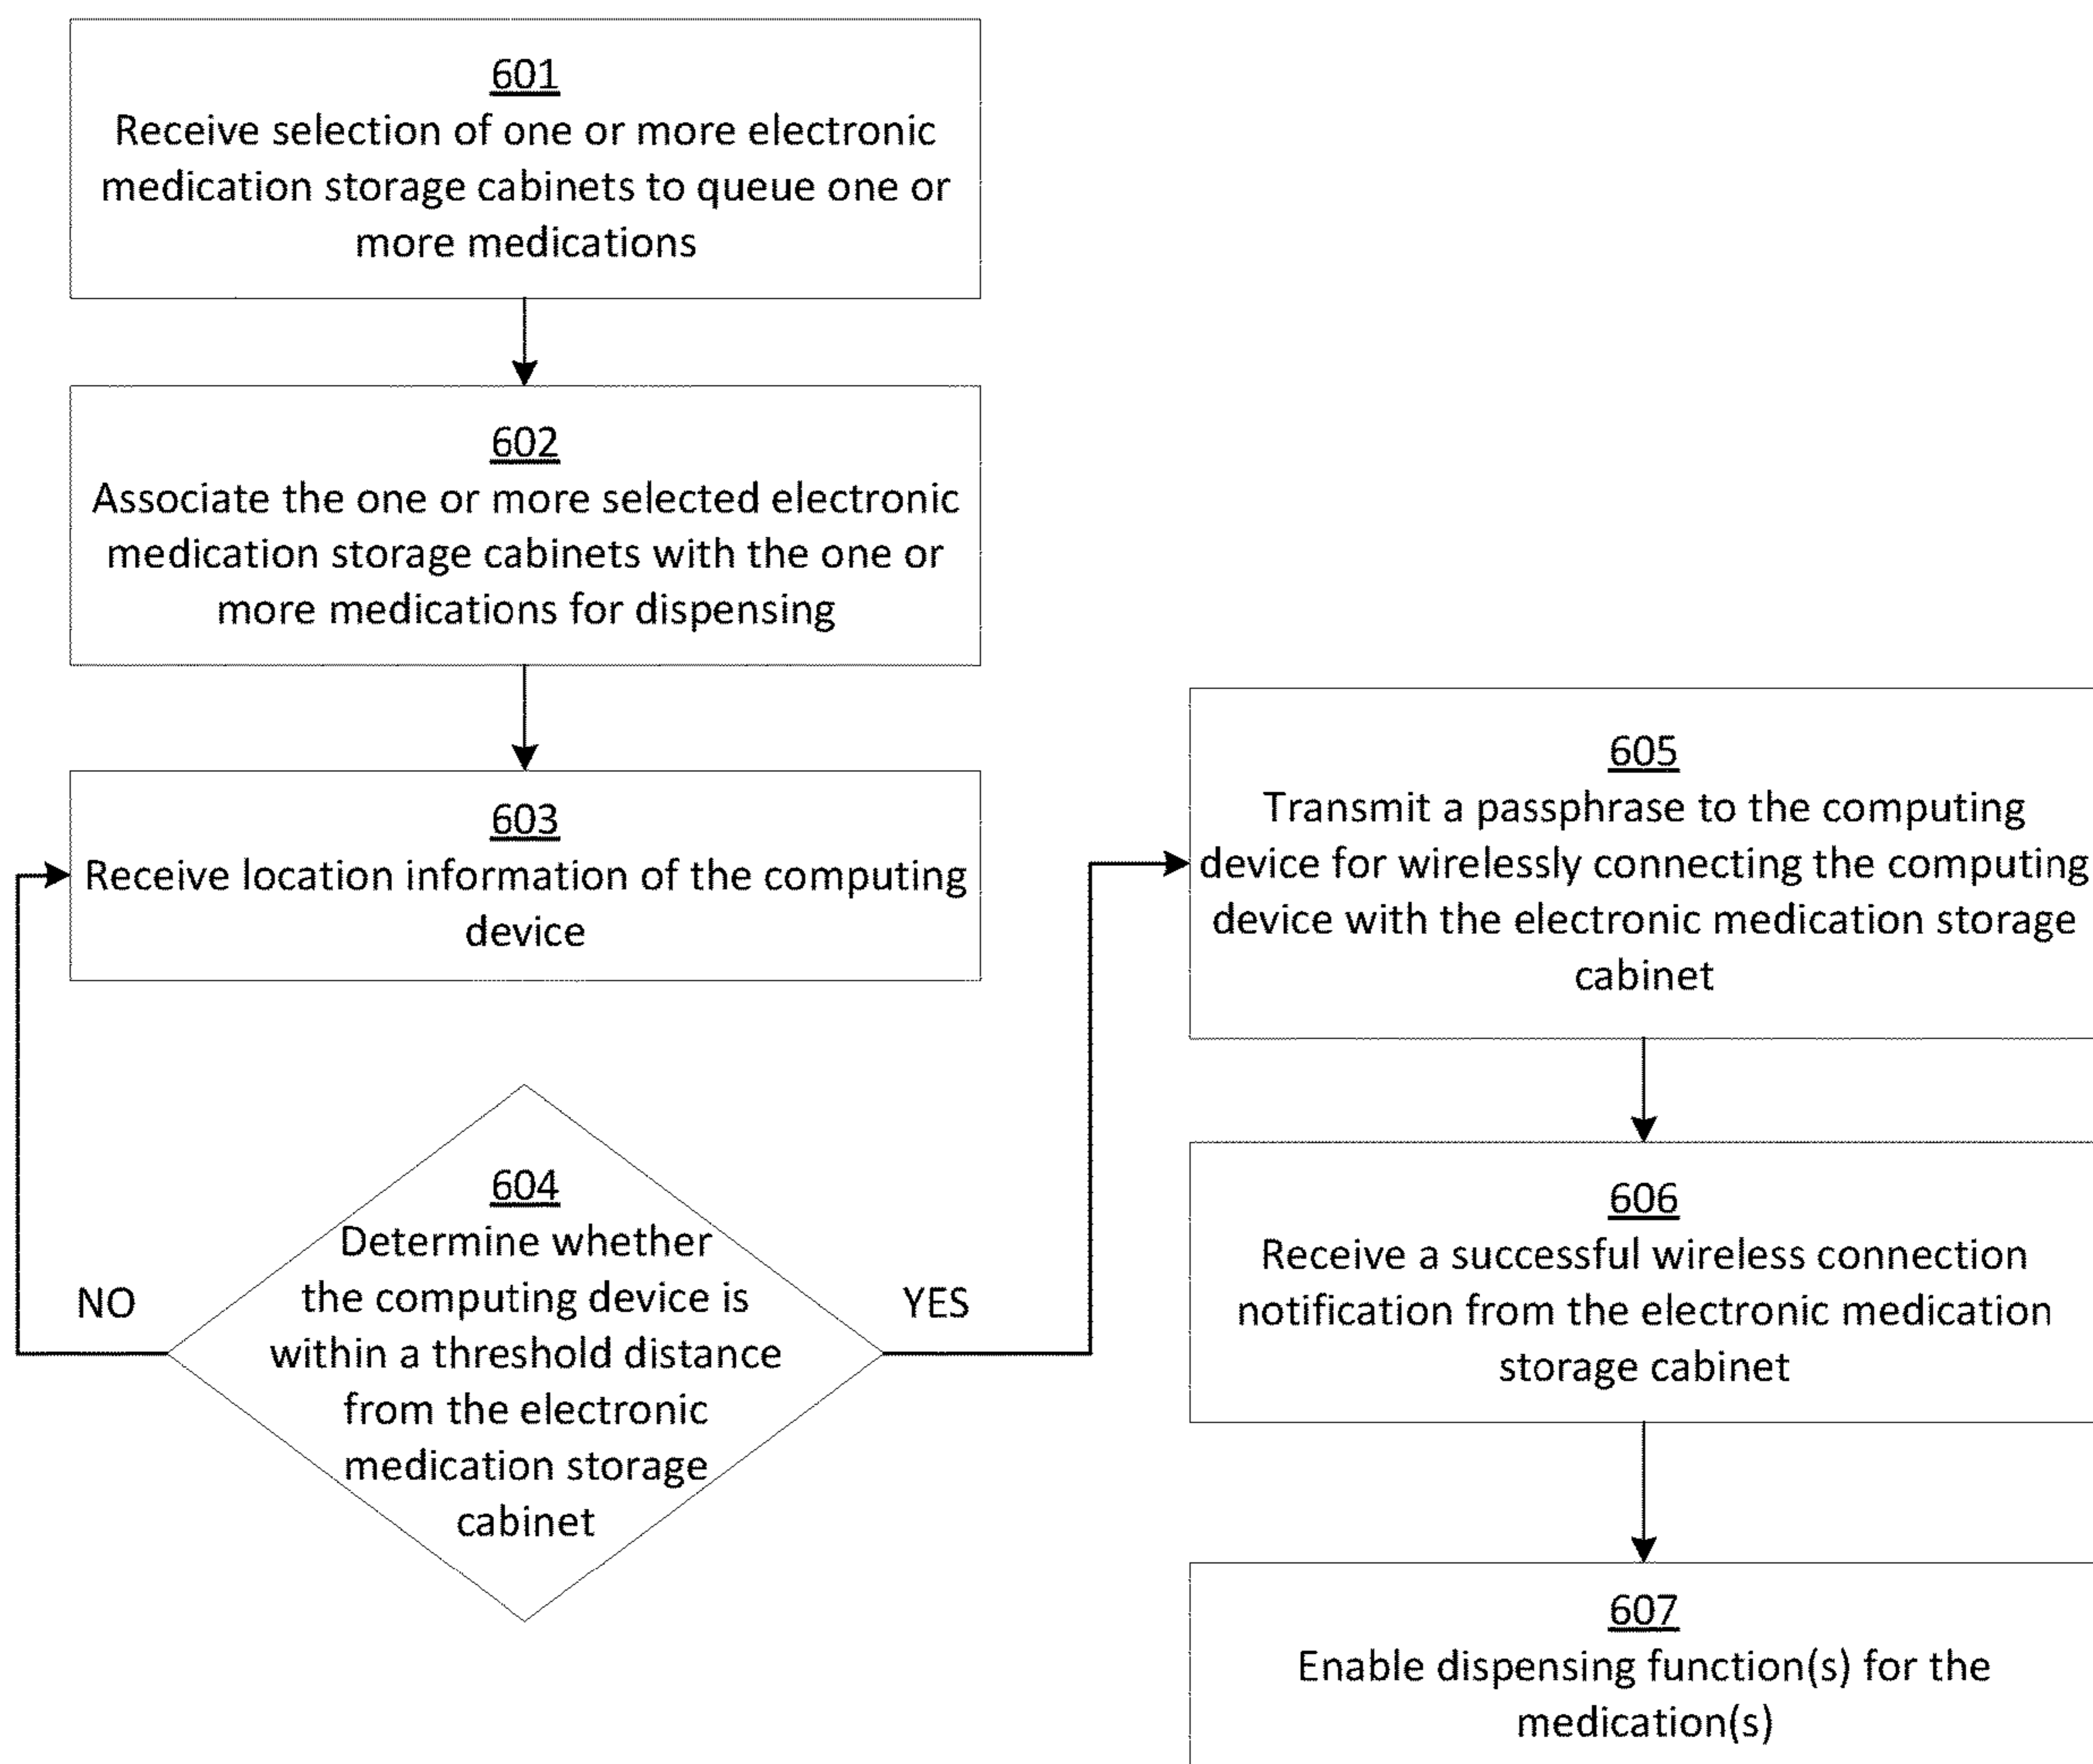 601
Receive selection of one or more electronic
medication storage cabinets to queue one or
more medications
602
Associate the one or more selected electronic
medication storage cabinets with the one or
more medications for dispensing
603
Receive location information of the computing
device
604
Determine whether
the computing device is
within a threshold distance
from the electronic
medication storage
cabinet
NO
YES
605
Transmit a passphrase to the computing
device for wirelessly connecting the computing
device with the electronic medication storage
cabinet
606
Receive a successful wireless connection
notification from the electronic medication
storage cabinet
607
Enable dispensing function(s) for the
medication(s)